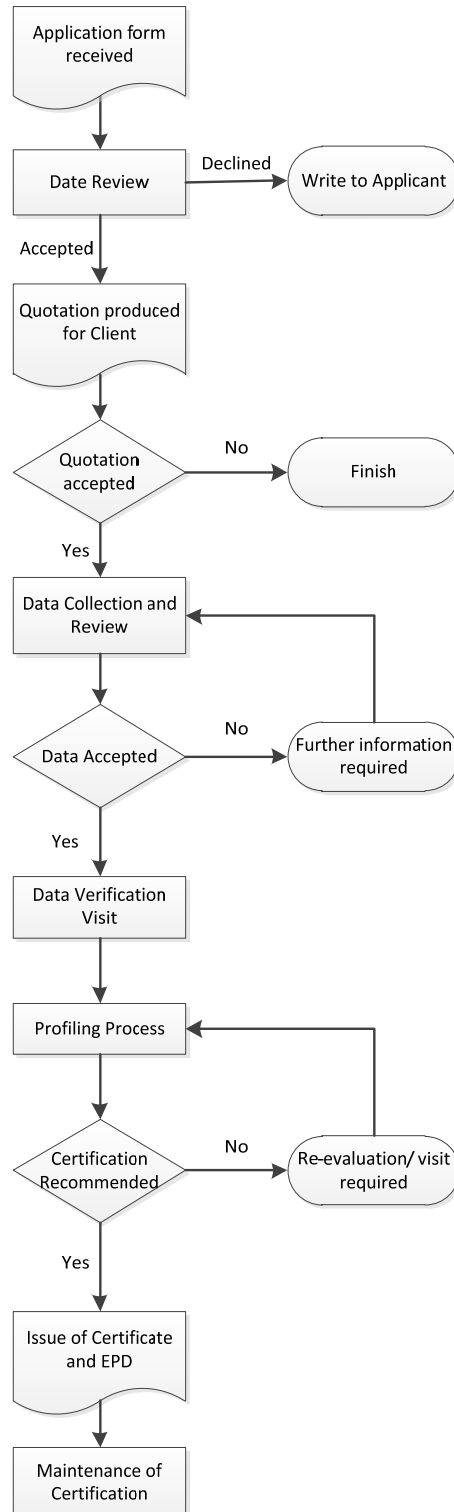 Application form
received
Date Review
Declined
Write to Applicant
Accepted
Quotation produced
for Client
Quotation
accepted
No
Finish
Yes
Data Collection and
Review
Data Accepted
No
Further information
required
Yes
Data Verification
Visit
Profiling Process
Certification
Recommended
No
Re-evaluation/ visit
required
Yes
Issue of Certificate
and EPD
Maintenance of
Certification